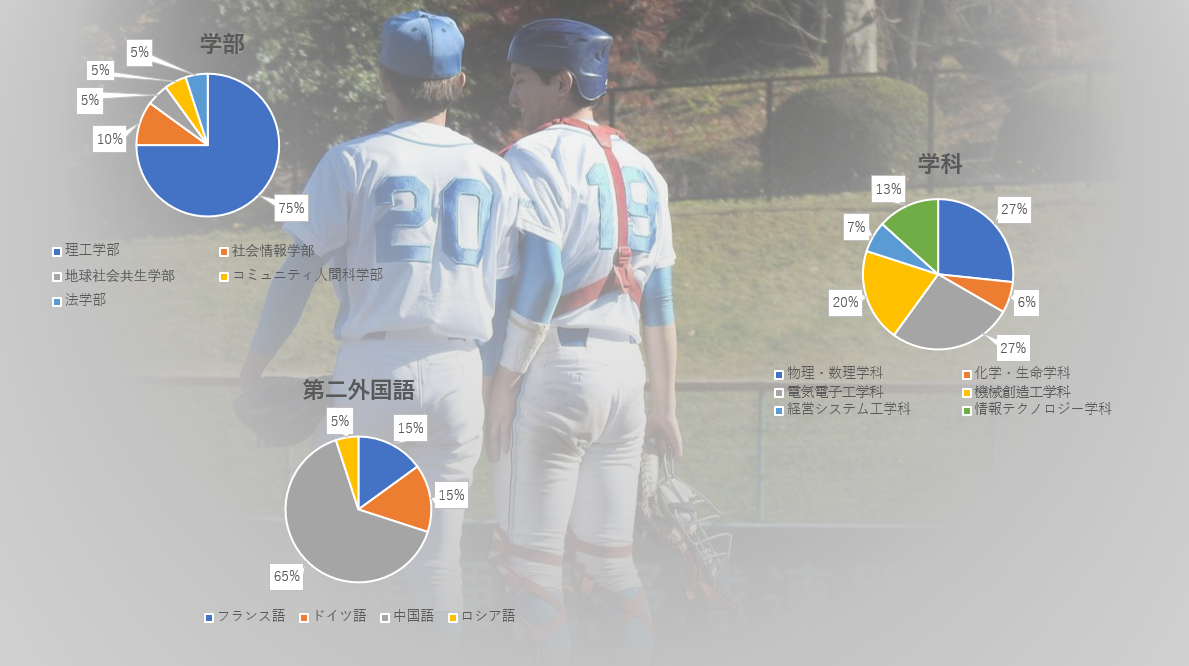 学部
5%
5%
5%
10%
75%
理工学部
社会情報学部
地球社会共生学部
コミュニティ人間科学部
法学部
20
19
学科
13%
27%
7%
20%
6%
27%
物理・数理学科
化学・生命学科
電気電子工学科
機械創造工学科
経営システム工学科
情報テクノロジー学科
第二外国語
5%
15%
15%
65%
フランス語
ドイツ語
中国語
ロシア語